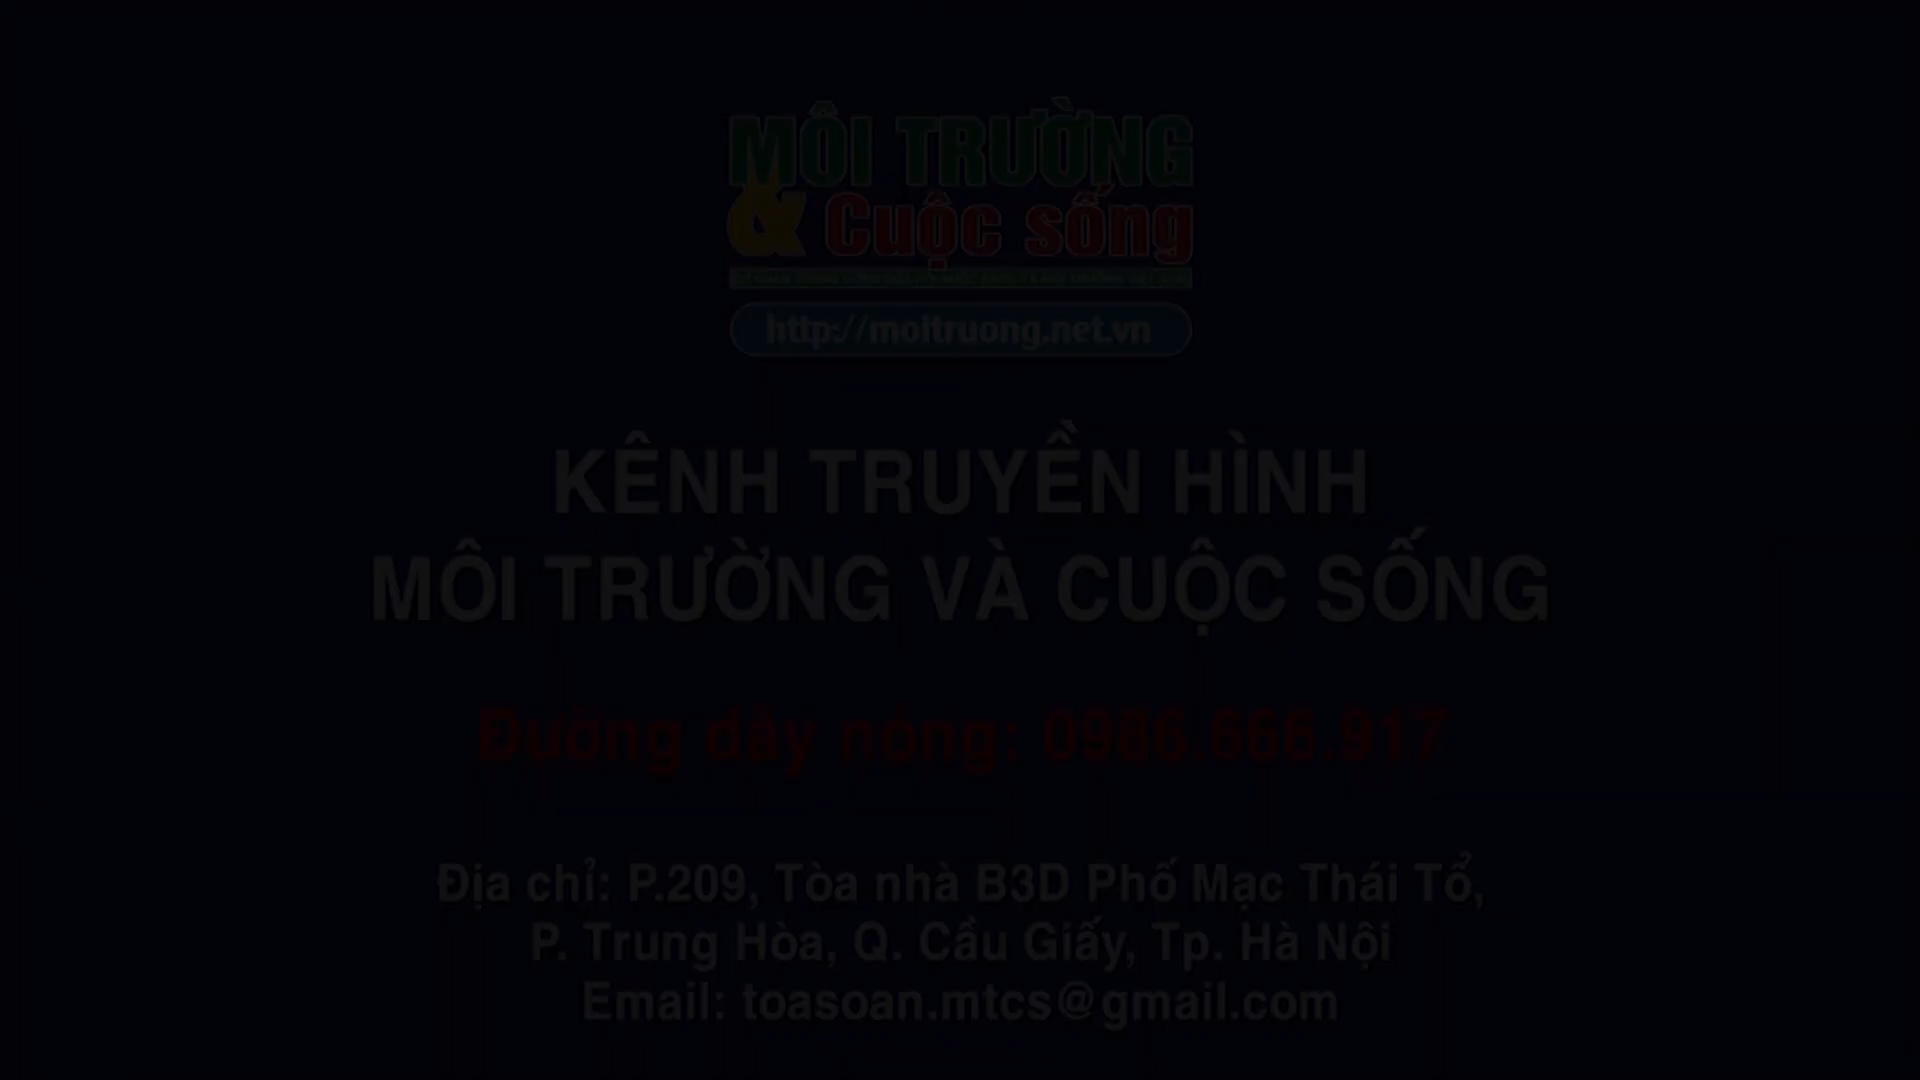 MÔI TRƯỜNG
& Cuộc sống
http://moitruong.net.vn
KÊNH TRUYỀN HÌNH
MÔI TRƯỜNG VÀ CUỘC SỐNG
Đường dây nóng: 0986.666.917
Địa chỉ: P.209, Tòa nhà B3D Phố Mạc Thái Tổ,
P. Trung Hòa, Q. Cầu Giấy, Tp. Hà Nội
Email: toasoan.mtcs@gmail.com